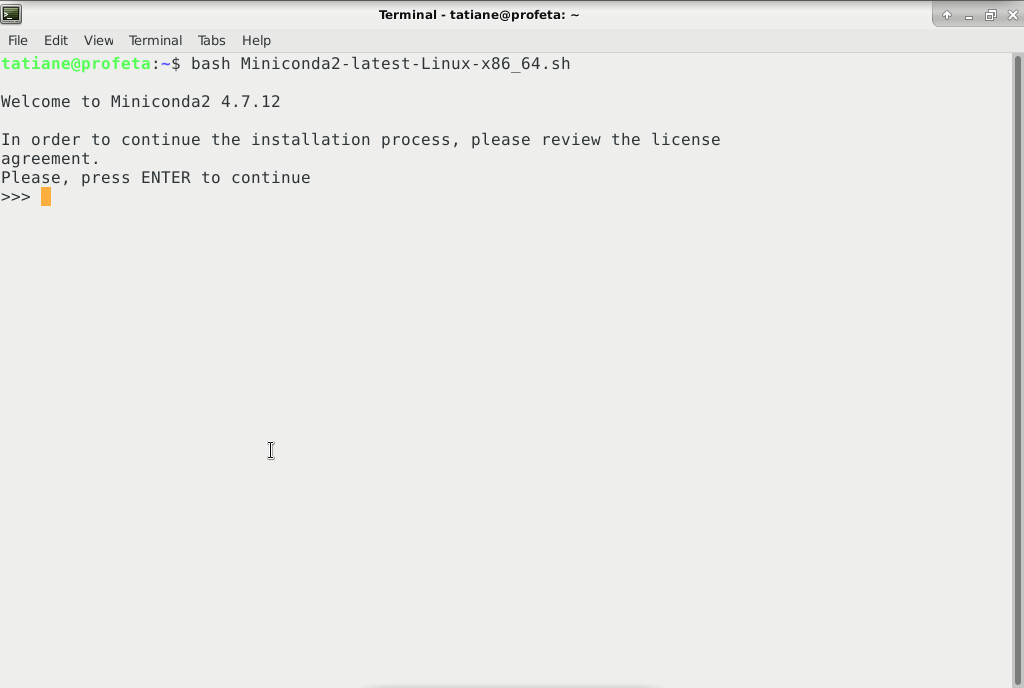 Terminal - tatiane@profeta: ~
File Edit View Terminal Tabs Help
tatiane@profeta:~$ bash Miniconda2-latest-Linux-x86_64.sh
Welcome to Miniconda2 4.7.12
In order to continue the installation process, please review the license
agreement.
Please, press ENTER to continue
>>>